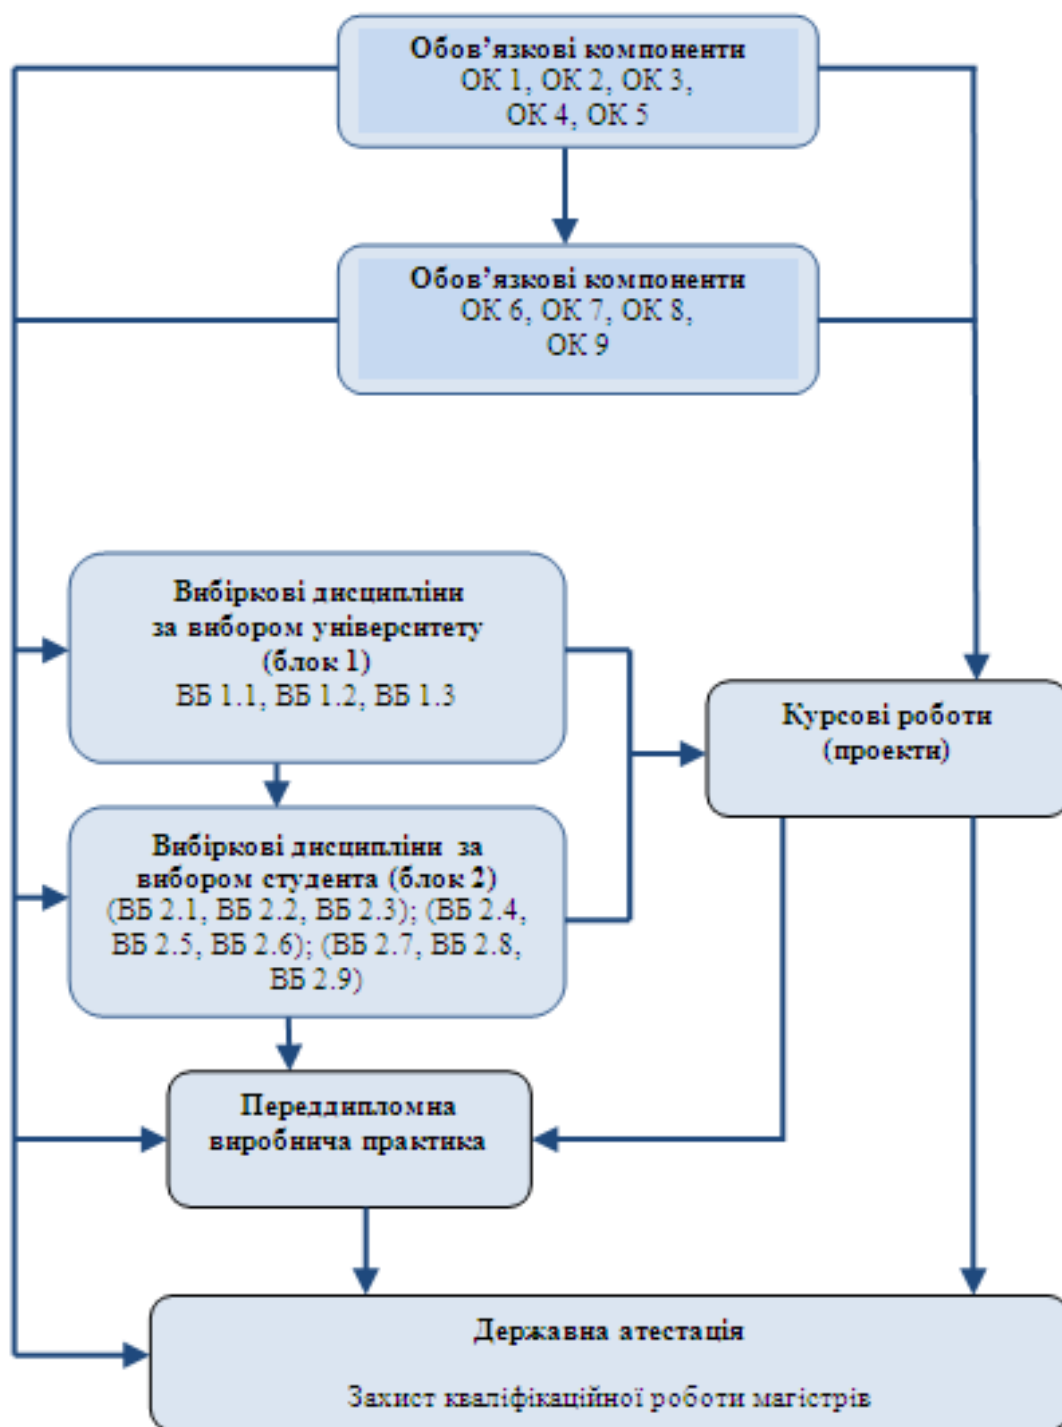 Обов’язкові компоненти
ОК 1, ОК 2, ОК 3,
ОК 4, ОК 5
Обов’язкові компоненти
ОК 6, ОК 7, ОК 8,
ОК 9
Вибіркові дисципліни
за вибором університету
(блок 1)
ВБ 1.1, ВБ 1.2, ВБ 1.3
Курсові роботи
(проекти)
Вибіркові дисципліни за
вибором студента (блок 2)
(ВБ 2.1, ВБ 2.2, ВБ 2.3); (ВБ 2.4,
ВБ 2.5, ВБ 2.6); (ВБ 2.7, ВБ 2.8,
ВБ 2.9)
Переддипломна
виробнича практика
Державна атестація
Захист кваліфікаційної роботи магістрів